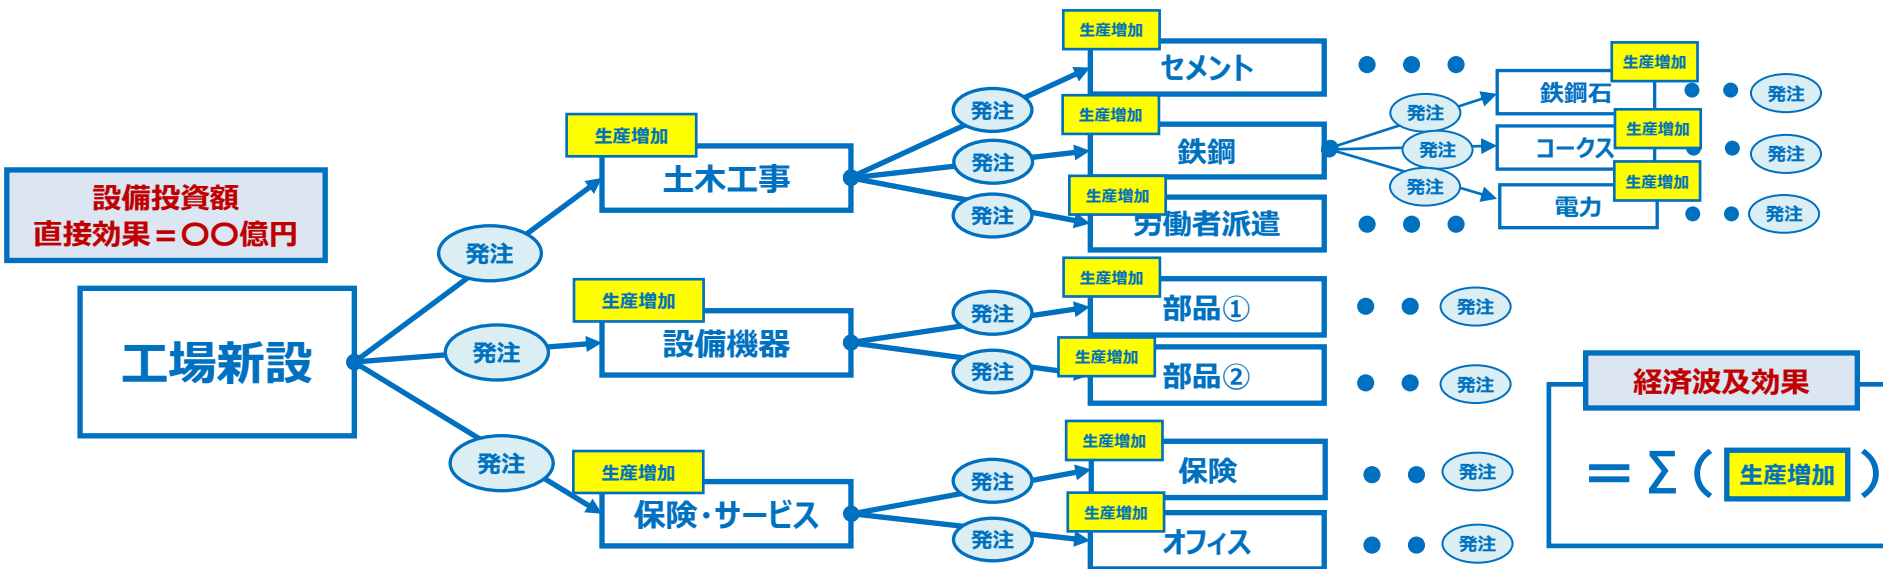 設備投資額
直接効果＝〇〇億円
工場新設
発注
発注
発注
生産増加
土木工事
生産増加
設備機器
生産増加
保険・サービス
発注
発注
発注
発注
発注
発注
発注
生産増加
セメント
生産増加
鉄鋼
生産増加
労働者派遣
生産増加
部品①
生産増加
部品②
生産増加
保険
生産増加
オフィス
発注
発注
発注
生産増加
鉄鋼石
生産増加
コークス
生産増加
電力
発注
発注
発注
発注
発注
発注
発注
経済波及効果
＝Σ（生産増加）